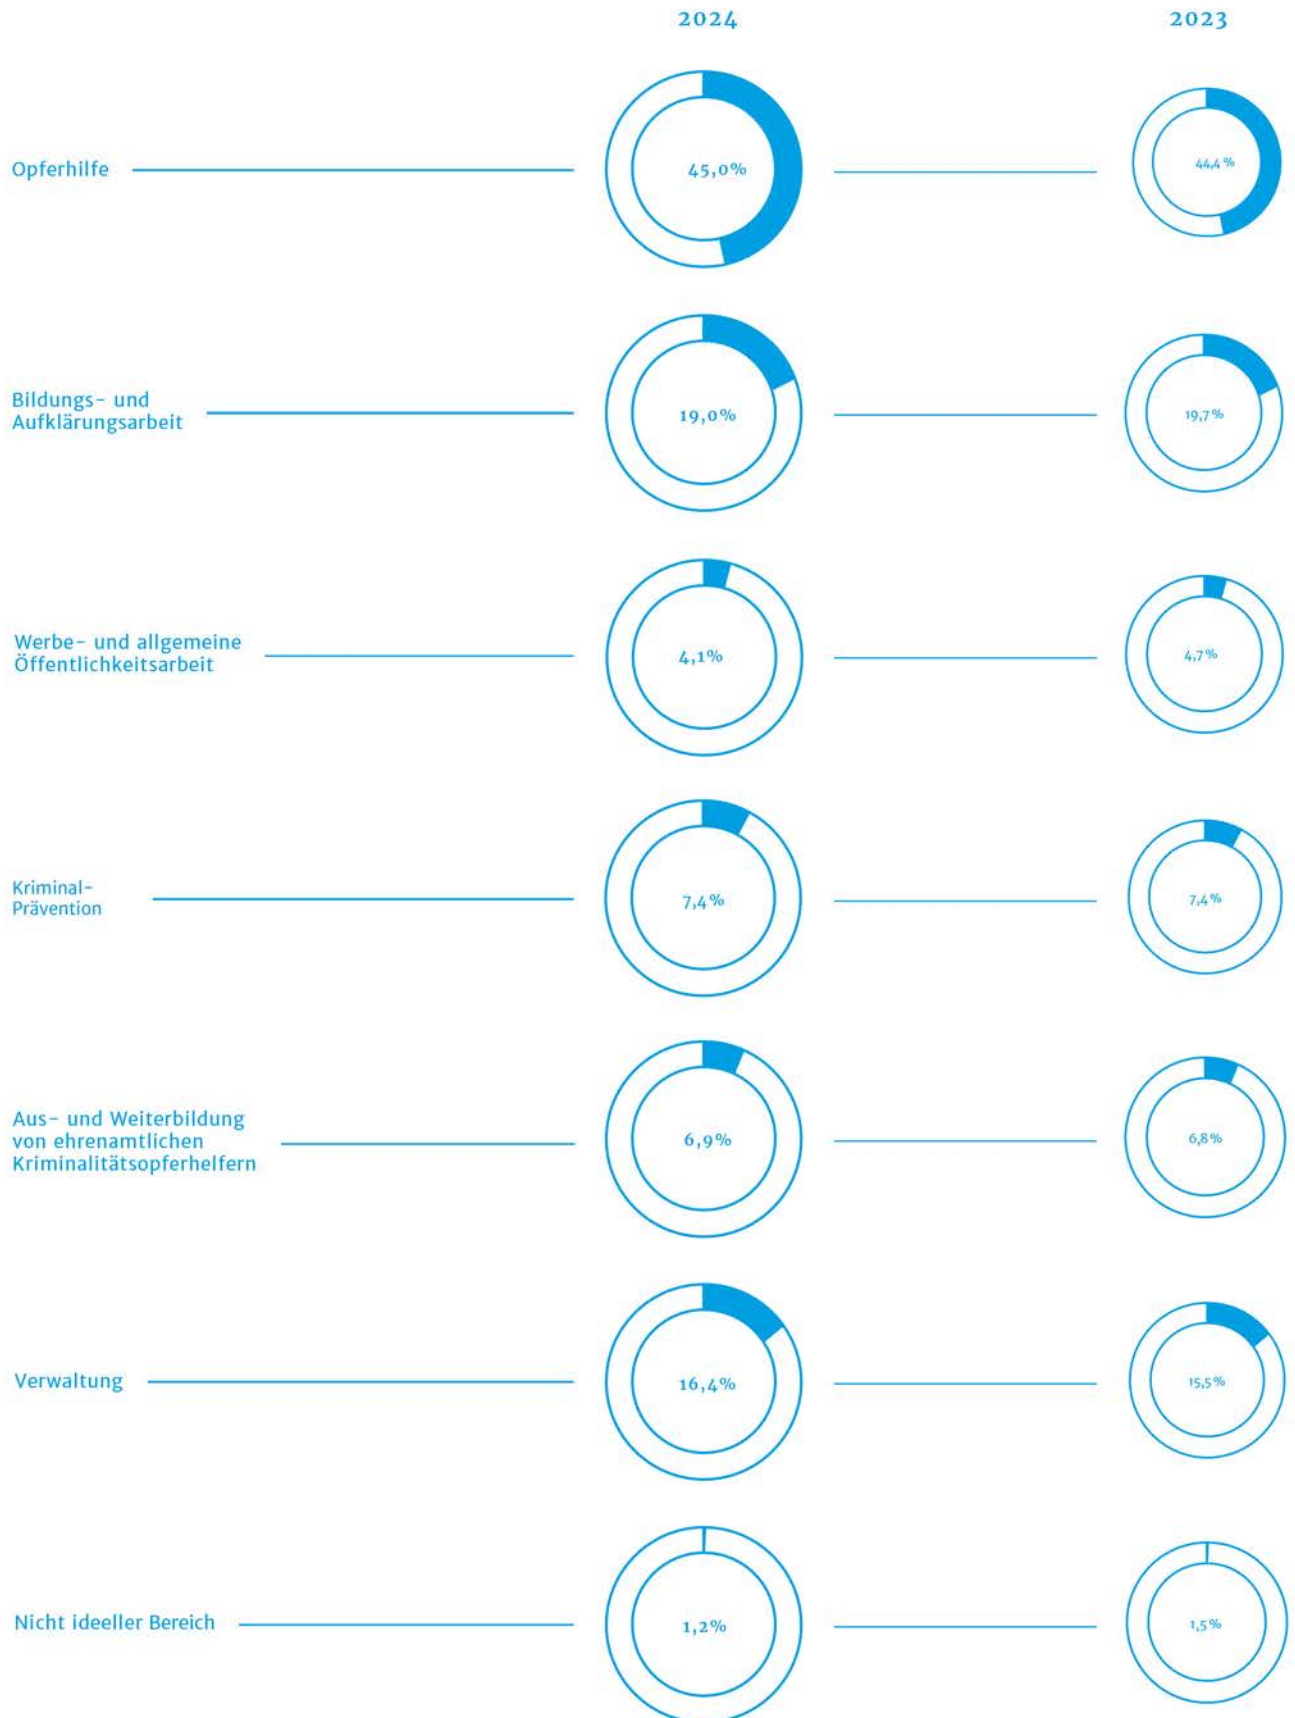 2024 2023
Opferhilfe 45,0% 44,4%
Bildungs- und
Aufklärungsarbeit 19,0% 19,7%
Werbe- und allgemeine
Öffentlichkeitsarbeit 4,1% 4,7%
Kriminal-
Prävention 7,4% 7,4%
Aus- und Weiterbildung
von ehrenamtlichen 6,9% 6,8%
Kriminalitätsopferhelfern
Verwaltung 16,4% 15,5%
Nicht ideeller Bereich 1,2% 1,5%